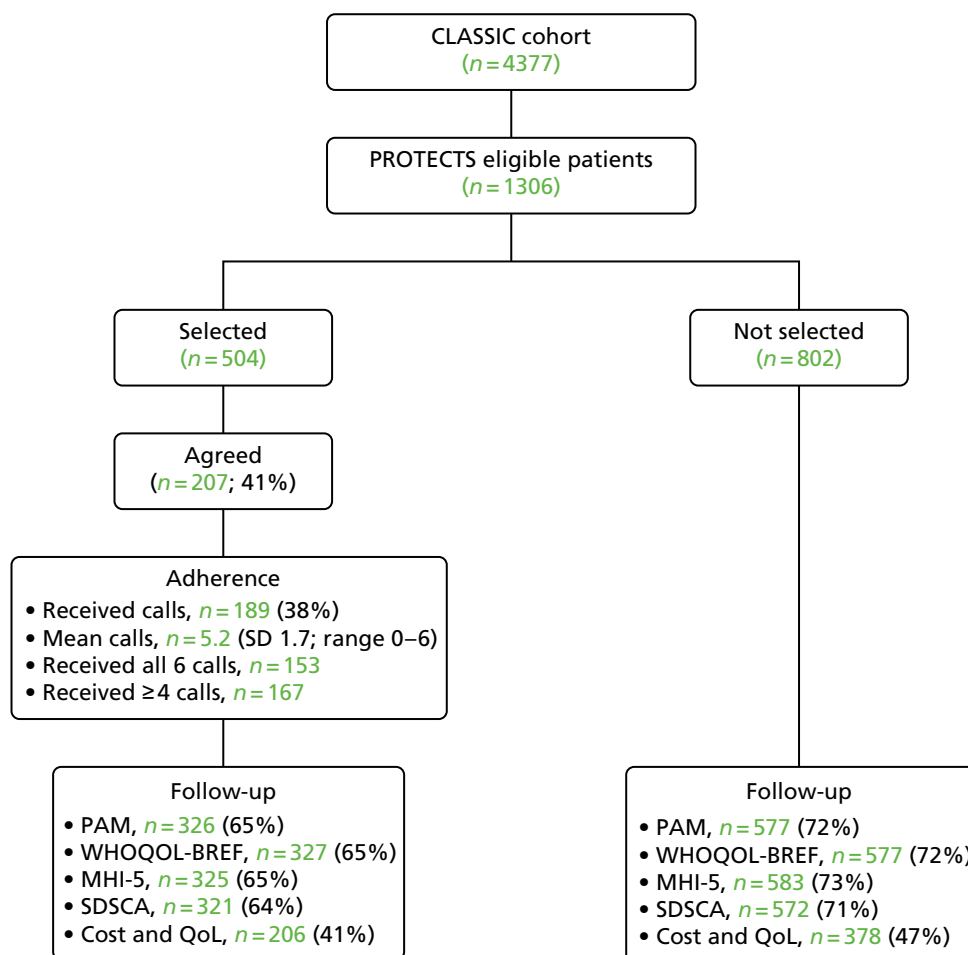 CLASSIC cohort
(n=4377)
PROTECTS eligible patients
(n=1306)
Selected
(n=504)
Not selected
(n=802)
Agreed
(n=207; 41%)
Adherence
• Received calls, n=189 (38%)
• Mean calls, n=5.2 (SD 1.7; range 0–6)
• Received all 6 calls, n=153
• Received ≥4 calls, n=167
Follow-up
• PAM, n=326 (65%)
• WHOQOL-BREF, n=327 (65%)
• MHI-5, n=325 (65%)
• SDSCA, n=321 (64%)
• Cost and QoL, n=206 (41%)
Follow-up
• PAM, n=577 (72%)
• WHOQOL-BREF, n=577 (72%)
• MHI-5, n=583 (73%)
• SDSCA, n=572 (71%)
• Cost and QoL, n=378 (47%)